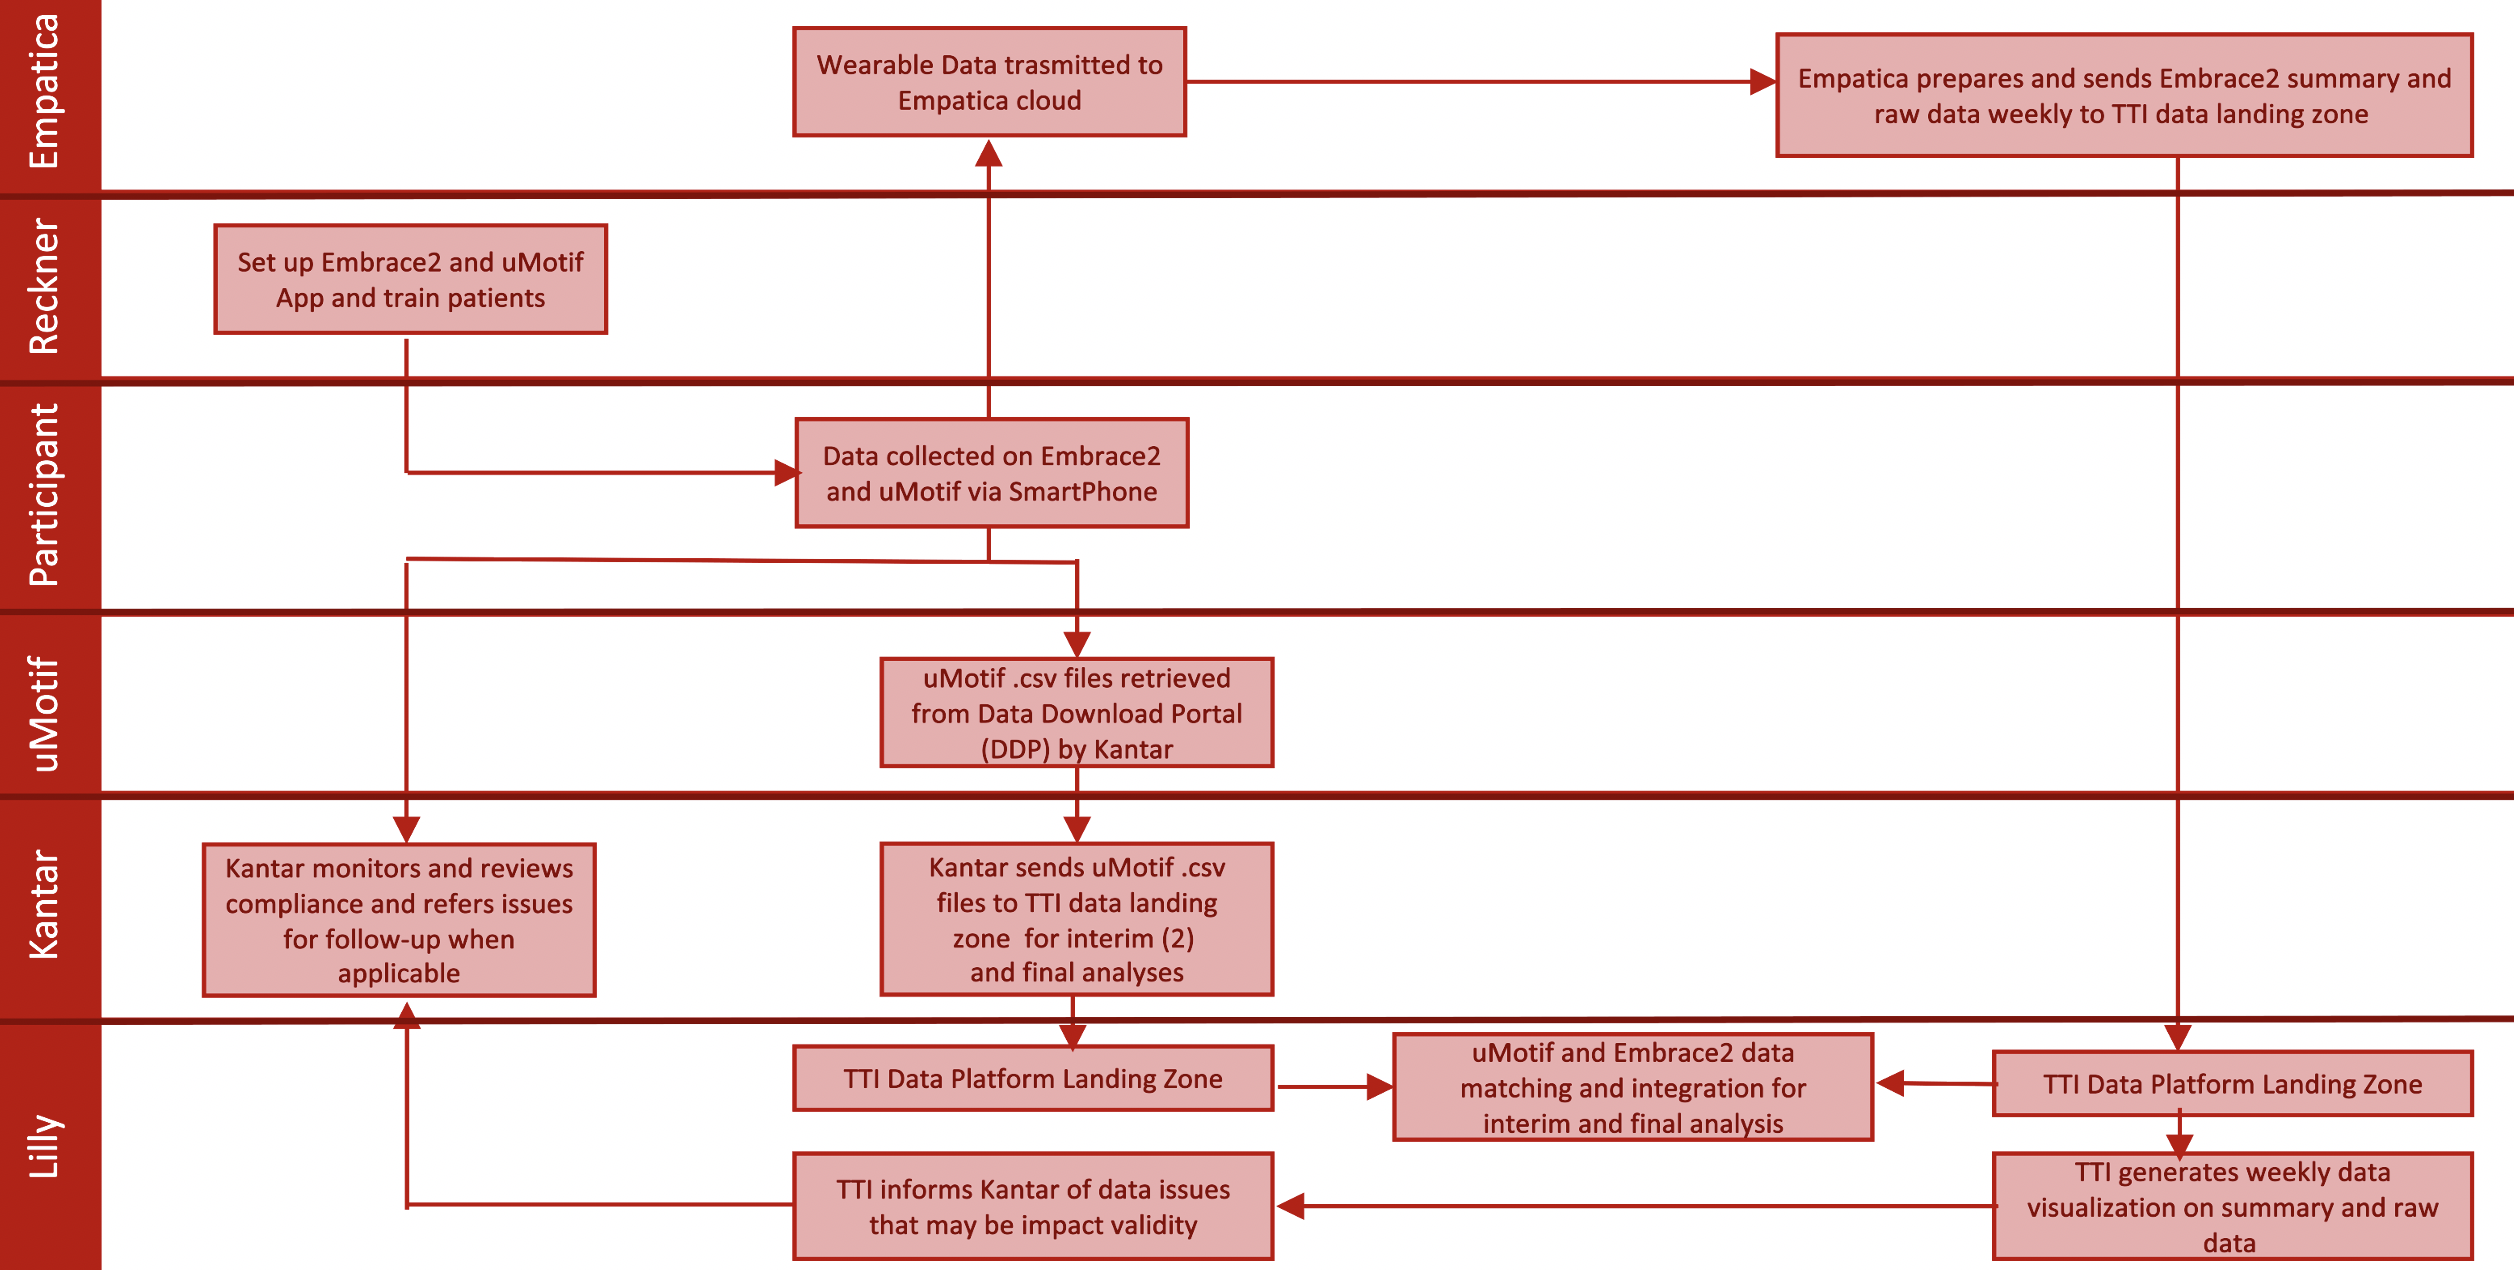 Empatica
Wearable Data trasmitted to
Empatica cloud
Empatica prepares and sends Embrace2 summary and
raw data weekly to TTI data landing zone
Reckner
Set up Embrace2 and uMotif
App and train patients
Participant
Data collected on Embrace2
and uMotif via SmartPhone
uMotif
uMotif .csv files retrieved
from Data Download Portal
(DDP) by Kantar
Kantar
Kantar monitors and reviews
compliance and refers issues
for follow-up when
applicable
Kantar sends uMotif .csv
files to TTI data landing
zone for interim (2)
and final analyses
Lilly
TTI Data Platform Landing Zone
uMotif and Embrace2 data
matching and integration for
interim and final analysis
TTI Data Platform Landing Zone
TTI informs Kantar of data issues
that may be impact validity
TTI generates weekly data
visualization on summary and raw
data